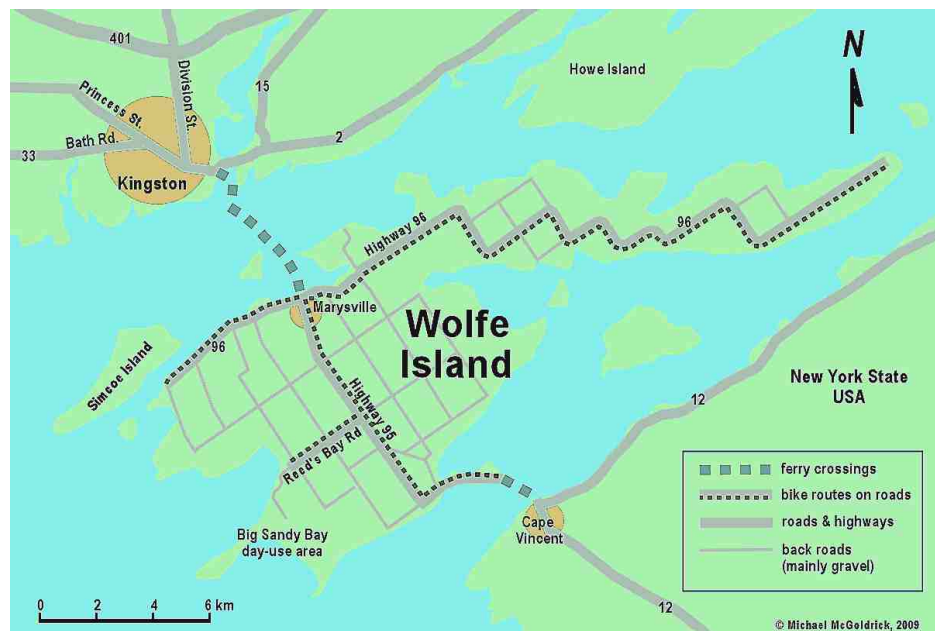 401
Princess St.
Division St.
15
Howe Island
N
Bath Rd.
2
33
Kingston
Highway 96
96
Marysville
Wolfe
Island
96
Simcoe Island
Highway 95
New York State
USA
12
Reed's Bay Rd
ferry crossings
bike routes on roads
roads & highways
back roads
(mainly gravel)
Cape
Vincent
Big Sandy Bay
day-use area
12
0 2 4 6 km
© Michael McGoldrick, 2009